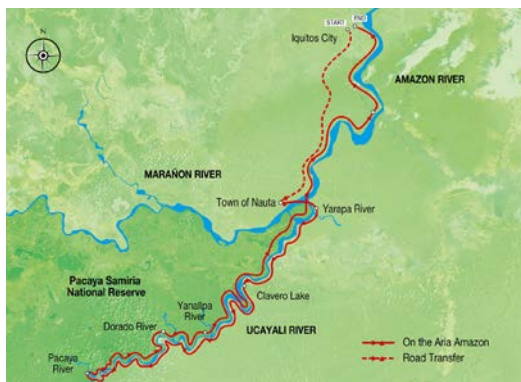 START
END
Iquitos City
N
AMAZON RIVER
MARAÑON RIVER
Town of Nauta
Yarapa River
Pacaya Samiria
National Reserve
Yanallpa
River
Clavero Lake
Dorado River
UCAYALI RIVER
Pacaya
River
On the Aria Amazon
Road Transfer